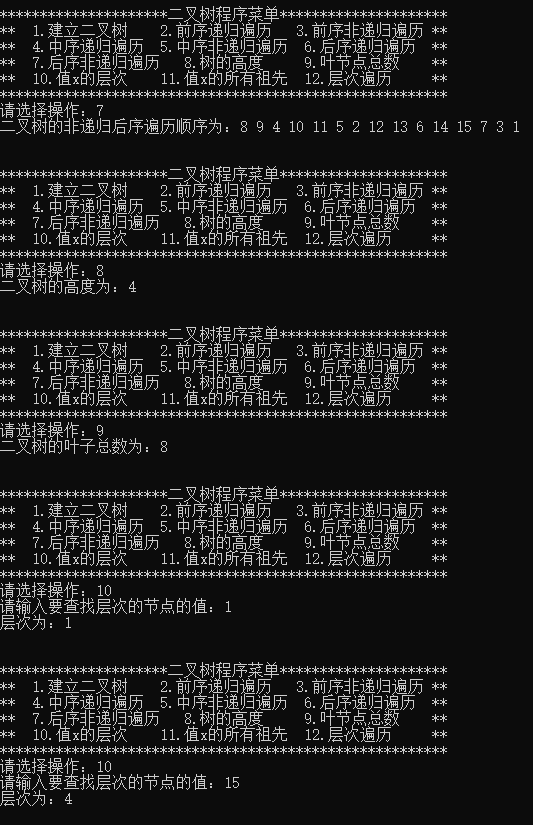 *********************二叉树程序菜单*********************
**  1.建立二叉树    2.前序递归遍历   3.前序非递归遍历 **
**  4.中序递归遍历  5.中序非递归遍历  6.后序递归遍历  **
**  7.后序非递归遍历   8.树的高度     9.叶节点总数    **
**  10.值x的层次    11.值x的所有祖先  12.层次遍历     **
********************************************************
请选择操作：7
二叉树的非递归后序遍历顺序为：8 9 4 10 11 5 2 12 13 6 14 15 7 3 1
*********************二叉树程序菜单*********************
**  1.建立二叉树    2.前序递归遍历   3.前序非递归遍历 **
**  4.中序递归遍历  5.中序非递归遍历  6.后序递归遍历  **
**  7.后序非递归遍历   8.树的高度     9.叶节点总数    **
**  10.值x的层次    11.值x的所有祖先  12.层次遍历     **
********************************************************
请选择操作：8
二叉树的高度为：4
*********************二叉树程序菜单*********************
**  1.建立二叉树    2.前序递归遍历   3.前序非递归遍历 **
**  4.中序递归遍历  5.中序非递归遍历  6.后序递归遍历  **
**  7.后序非递归遍历   8.树的高度     9.叶节点总数    **
**  10.值x的层次    11.值x的所有祖先  12.层次遍历     **
********************************************************
请选择操作：9
二叉树的叶子总数为：8
*********************二叉树程序菜单*********************
**  1.建立二叉树    2.前序递归遍历   3.前序非递归遍历 **
**  4.中序递归遍历  5.中序非递归遍历  6.后序递归遍历  **
**  7.后序非递归遍历   8.树的高度     9.叶节点总数    **
**  10.值x的层次    11.值x的所有祖先  12.层次遍历     **
********************************************************
请选择操作：10
请输入要查找层次的节点的值：1
层次为：1
*********************二叉树程序菜单*********************
**  1.建立二叉树    2.前序递归遍历   3.前序非递归遍历 **
**  4.中序递归遍历  5.中序非递归遍历  6.后序递归遍历  **
**  7.后序非递归遍历   8.树的高度     9.叶节点总数    **
**  10.值x的层次    11.值x的所有祖先  12.层次遍历     **
********************************************************
请选择操作：10
请输入要查找层次的节点的值：15
层次为：4